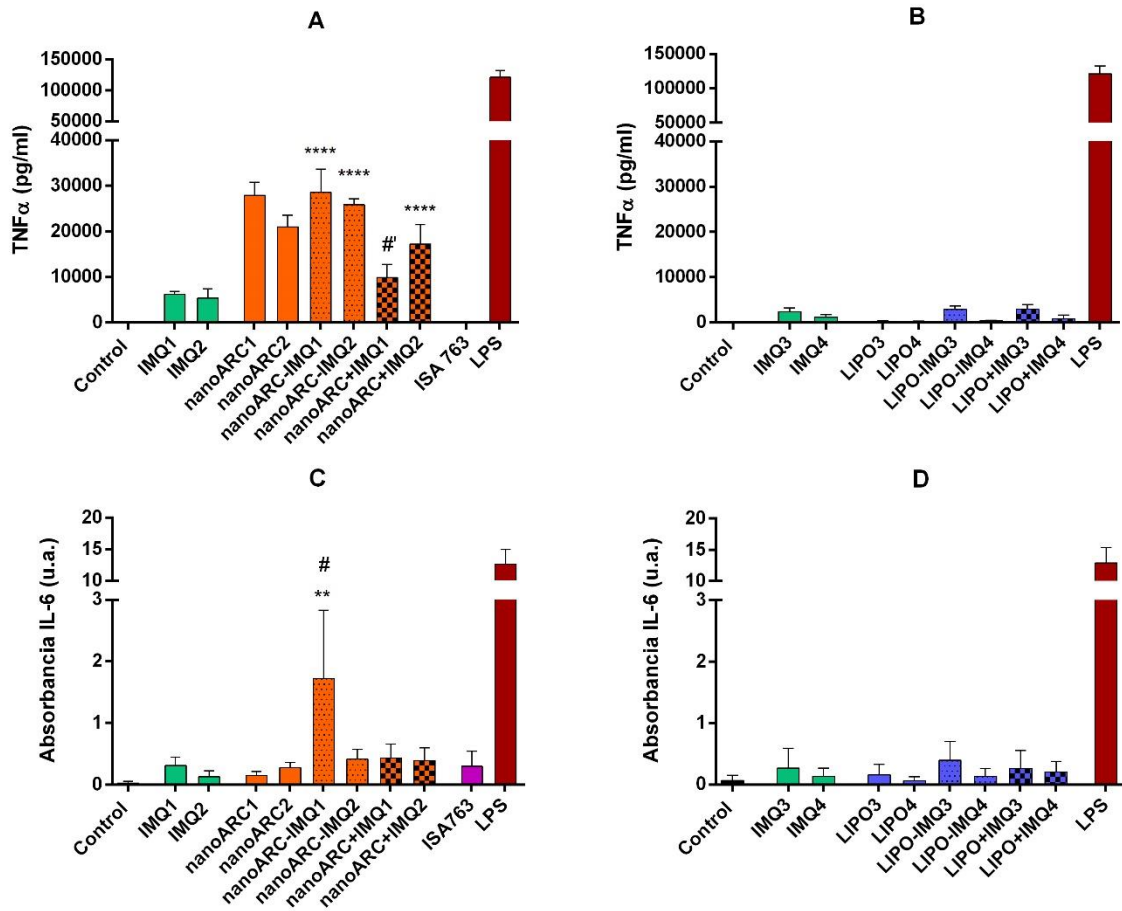 A
TNFα (pg/ml)
150000
100000
50000
40000
30000
20000
10000
0
****
****
#'
****
Control
IMQ1
IMQ2
nanoARC1
nanoARC2
nanoARC-IMQ1
nanoARC-IMQ2
nanoARC+IMQ1
nanoARC+IMQ2
ISA 763
LPS
B
TNFα (pg/ml)
150000
100000
50000
40000
30000
20000
10000
0
Control
IMQ3
IMQ4
LIPO3
LIPO4
LIPO-IMQ3
LIPO-IMQ4
LIPO+IMQ3
LIPO+IMQ4
LPS
C
Absorbancia IL-6 (u.a.)
20
15
10
3
2
1
0
#
**
Control
IMQ1
IMQ2
nanoARC1
nanoARC2
nanoARC-IMQ1
nanoARC-IMQ2
nanoARC+IMQ1
nanoARC+IMQ2
ISA763
LPS
D
Absorbancia IL-6 (u.a.)
20
15
10
3
2
1
0
Control
IMQ3
IMQ4
LIPO3
LIPO4
LIPO-IMQ3
LIPO-IMQ4
LIPO+IMQ3
LIPO+IMQ4
LPS